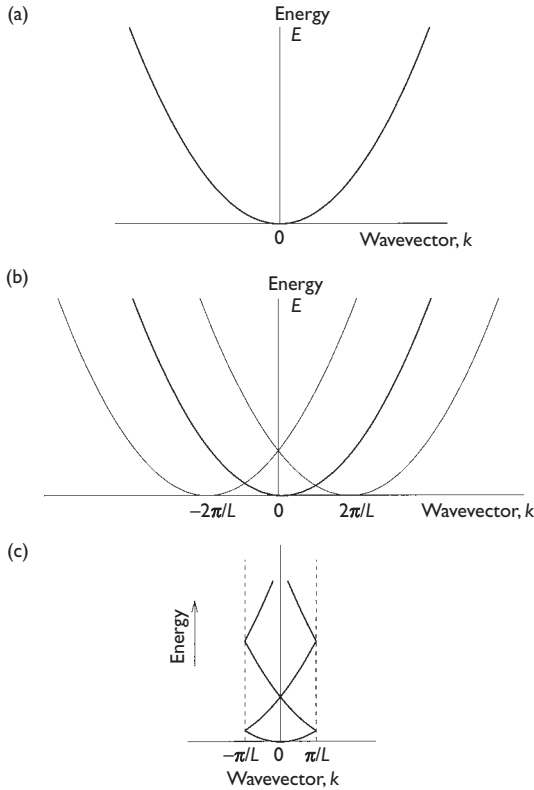 (a)
Energy
E
0
Wavevector, k
(b)
Energy
E
−2π/L 0 2π/L Wavevector, k
(c)
Energy
−π/L 0 π/L
Wavevector, k